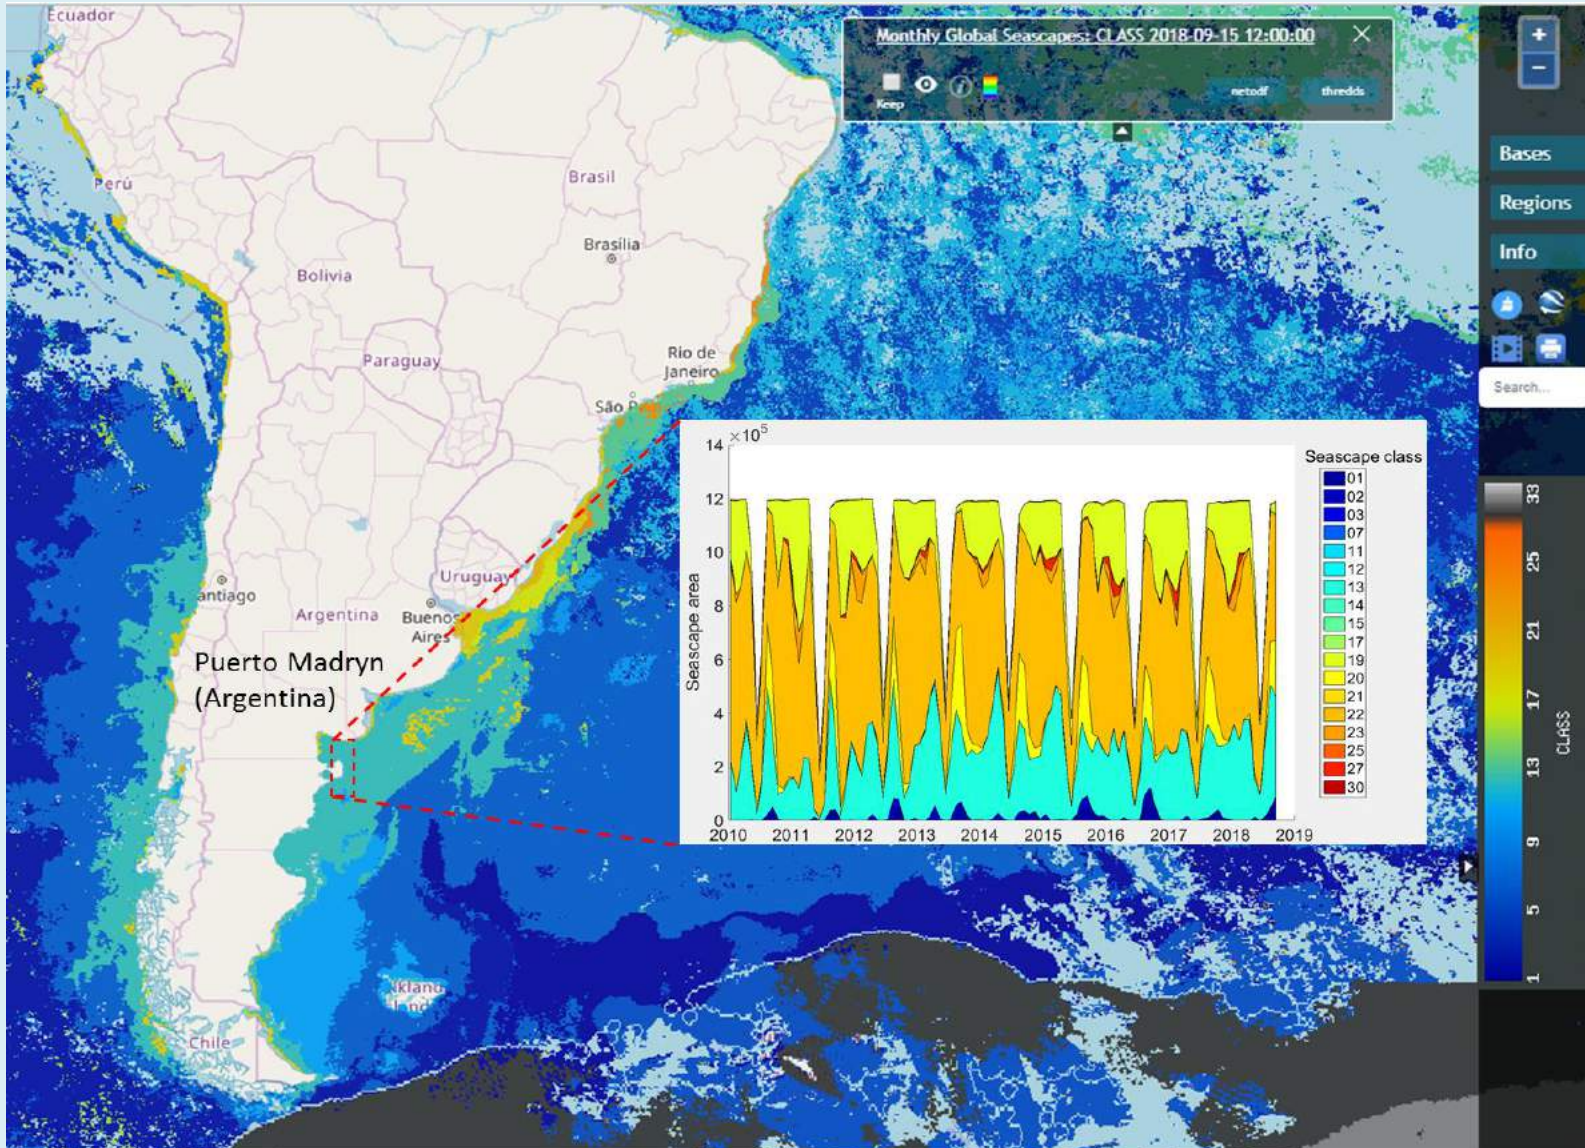 Ecuador
Perú
Brasil
Brasília
Bolivia
Paraguay
Rio de
Janeiro
São P
antiago
Argentina
Uruguay
Buenos
Aires
Puerto Madryn
(Argentina)
lkland
Chile
Monthly Global Seascapes: CLASS 2018-09-15 12:00:00
Keep
netcdf
thredds
+
−
Bases
Regions
Info
Search...
33
25
21
17
13
9
5
1
CLASS
×10⁵
14
12
10
8
6
4
2
0
Seascape area
2010 2011 2012 2013 2014 2015 2016 2017 2018 2019
Seascape class
01
02
03
07
11
12
13
14
15
17
19
20
21
22
23
25
27
30